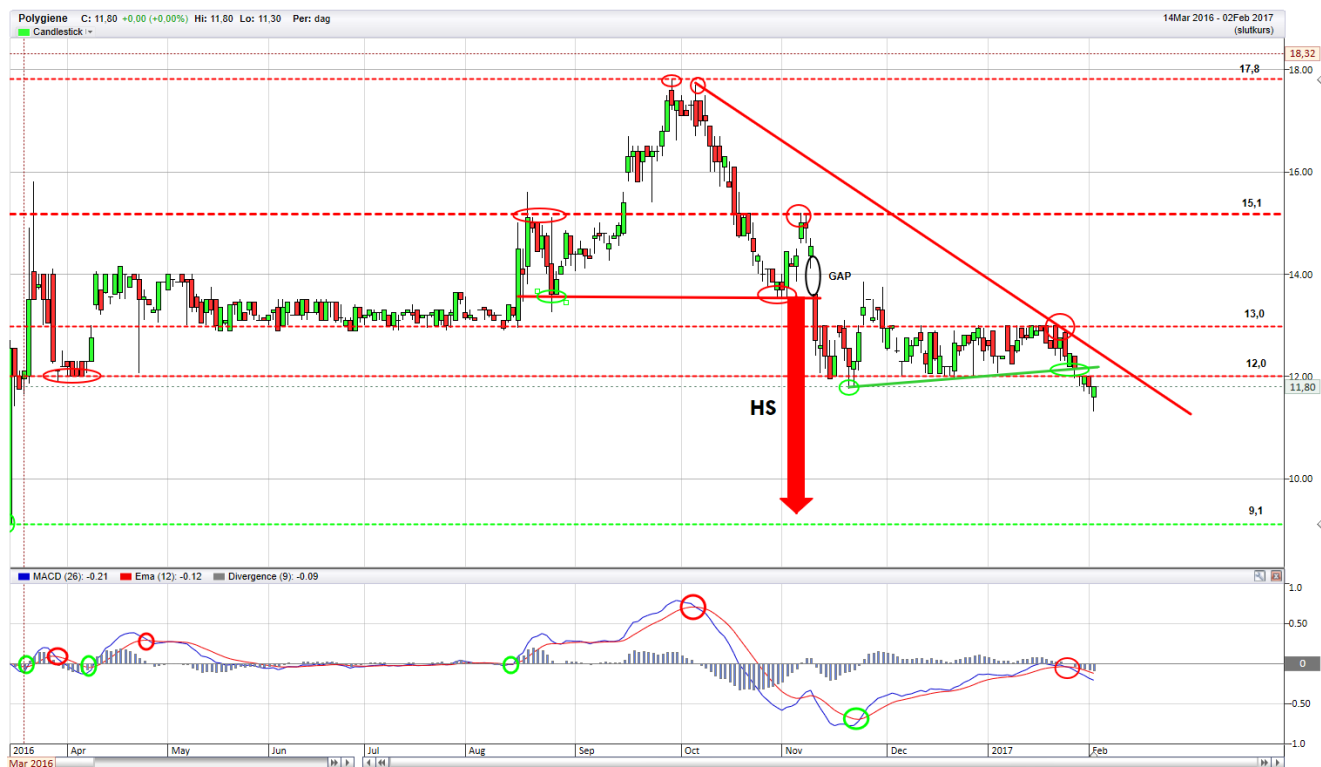 Polygiene C: 11,80 +0,00 (+0,00%) Hi: 11,80 Lo: 11,30 Per: dag
14Mar 2016 - 02Feb 2017
Candlestick
(slutkurs)
18,32
17,8
18.00
16.00
15,1
14.00
GAP
13,0
12,0
12.00
11,80
HS
10.00
9,1
MACD (26): -0.21 Ema (12): -0.12 Divergence (9): -0.09
1.0
0.50
0
-0.50
-1.0
2016 Apr May Jun Jul Aug Sep Oct Nov Dec 2017 Feb
Mar 2016